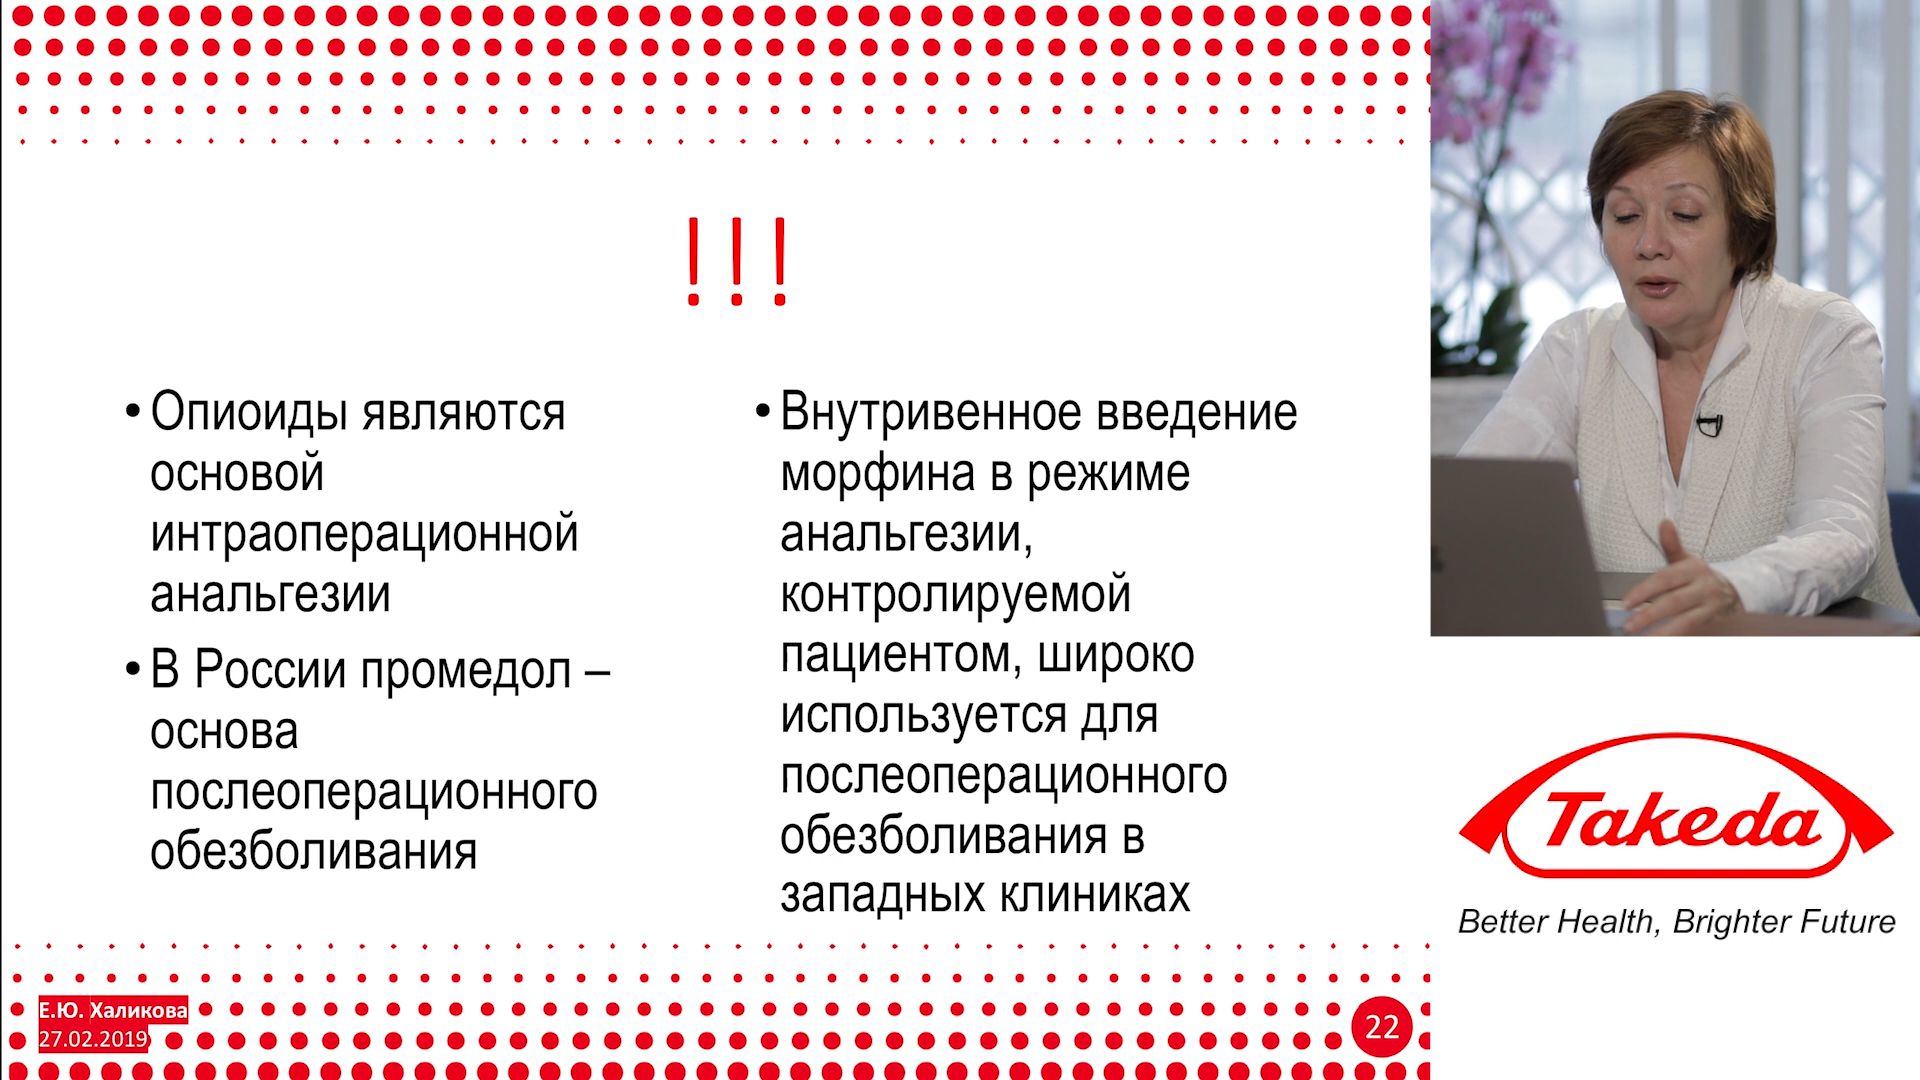 !!!
• Опиоиды являются
основой
интраоперационной
анальгезии
• В России промедол –
основа
послеоперационного
обезболивания
• Внутривенное введение
морфина в режиме
анальгезии,
контролируемой
пациентом, широко
используется для
послеоперационного
обезболивания в
западных клиниках
Е.Ю. Халикова
27.02.2019
22
Takeda
Better Health, Brighter Future